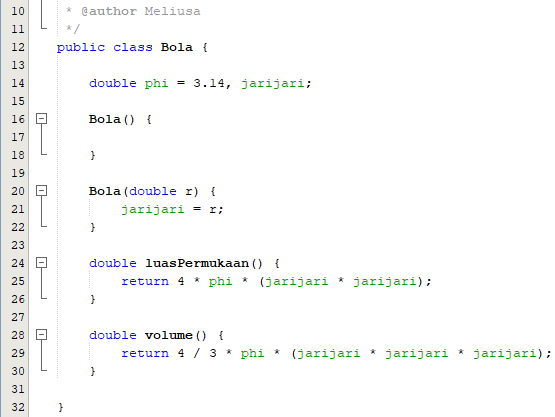 10 * @author Meliusa
11 */
12 public class Bola {
13
14 double phi = 3.14, jarijari;
15
16 Bola() {
17
18 }
19
20 Bola(double r) {
21 jarijari = r;
22 }
23
24 double luasPermukaan() {
25 return 4 * phi * (jarijari * jarijari);
26 }
27
28 double volume() {
29 return 4 / 3 * phi * (jarijari * jarijari * jarijari);
30 }
31
32 }